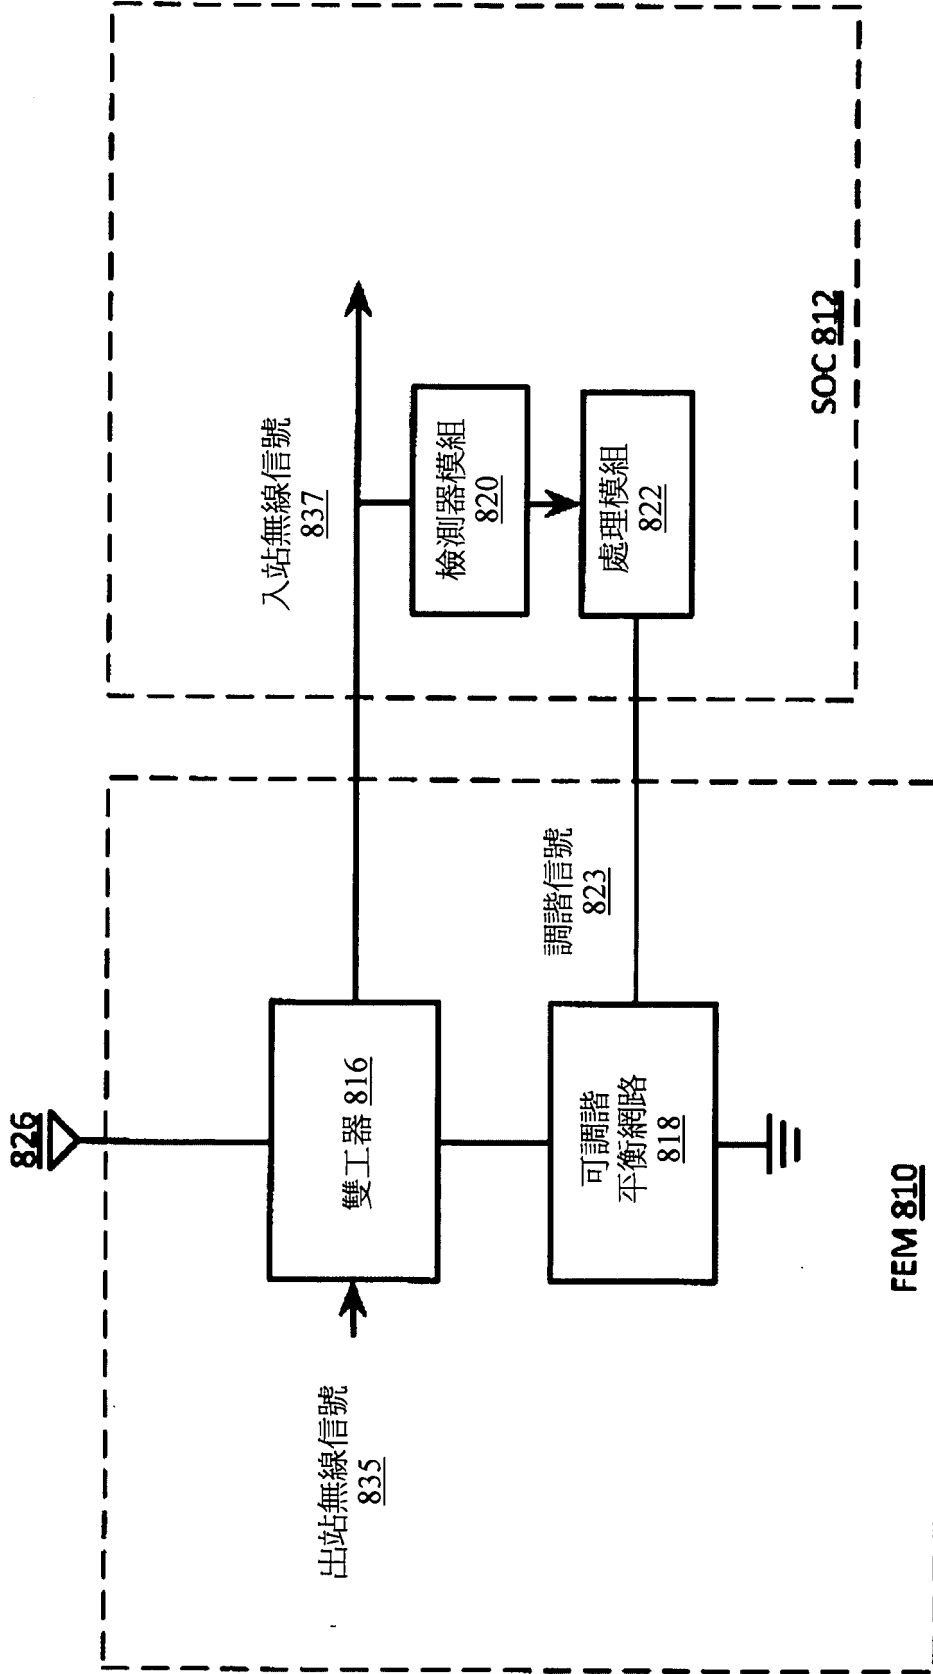 826
出站無線信號
835
雙工器 816
可調諧
平衡網路
818
FEM 810
調諧信號
823
入站無線信號
837
檢測器模組
820
處理模組
822
SOC 812